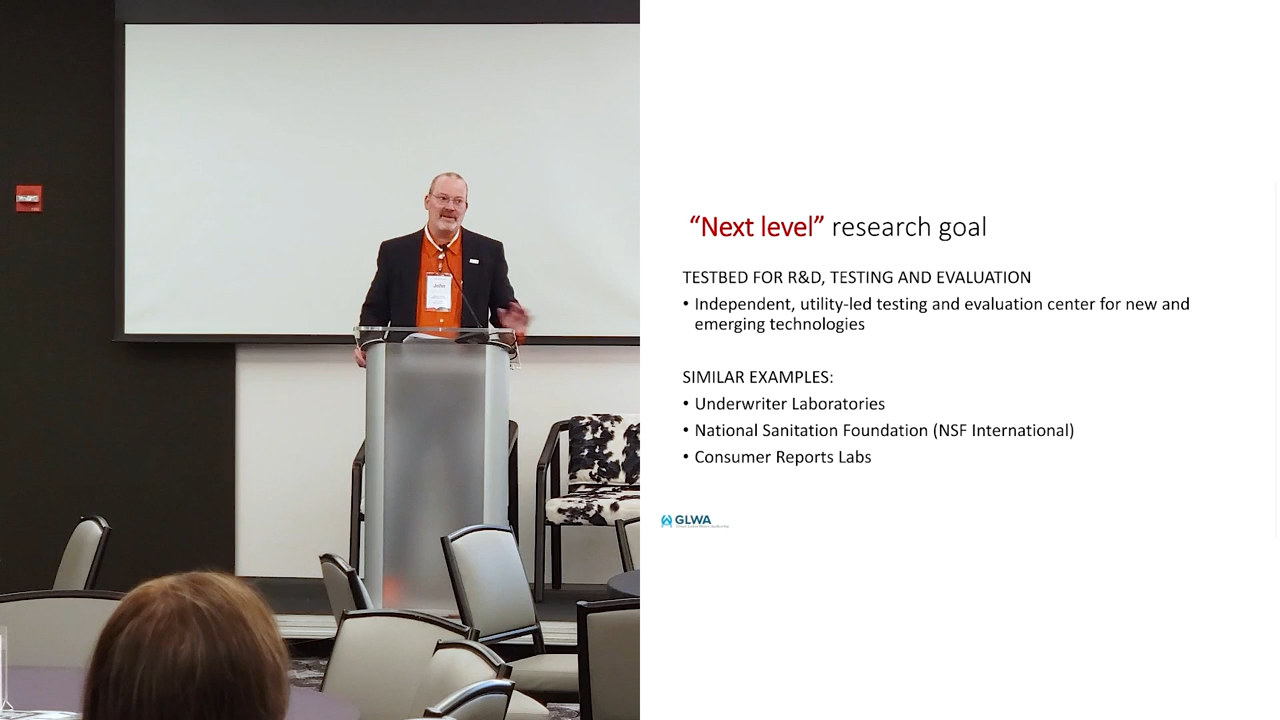 John
“Next level” research goal
TESTBED FOR R&D, TESTING AND EVALUATION
• Independent, utility-led testing and evaluation center for new and
emerging technologies
SIMILAR EXAMPLES:
• Underwriter Laboratories
• National Sanitation Foundation (NSF International)
• Consumer Reports Labs
GLWA